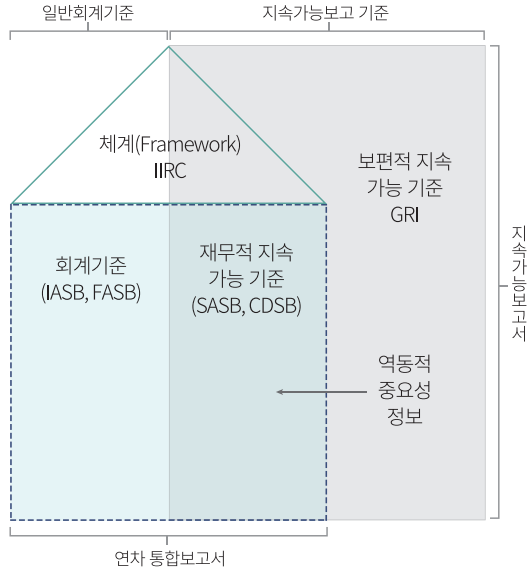 일반회계기준
지속가능보고 기준
체계(Framework)
IIRC
보편적 지속
가능 기준
GRI
회계기준
(IASB, FASB)
재무적 지속
가능 기준
(SASB, CDSB)
지속가능보고서
역동적
중요성
정보
연차 통합보고서